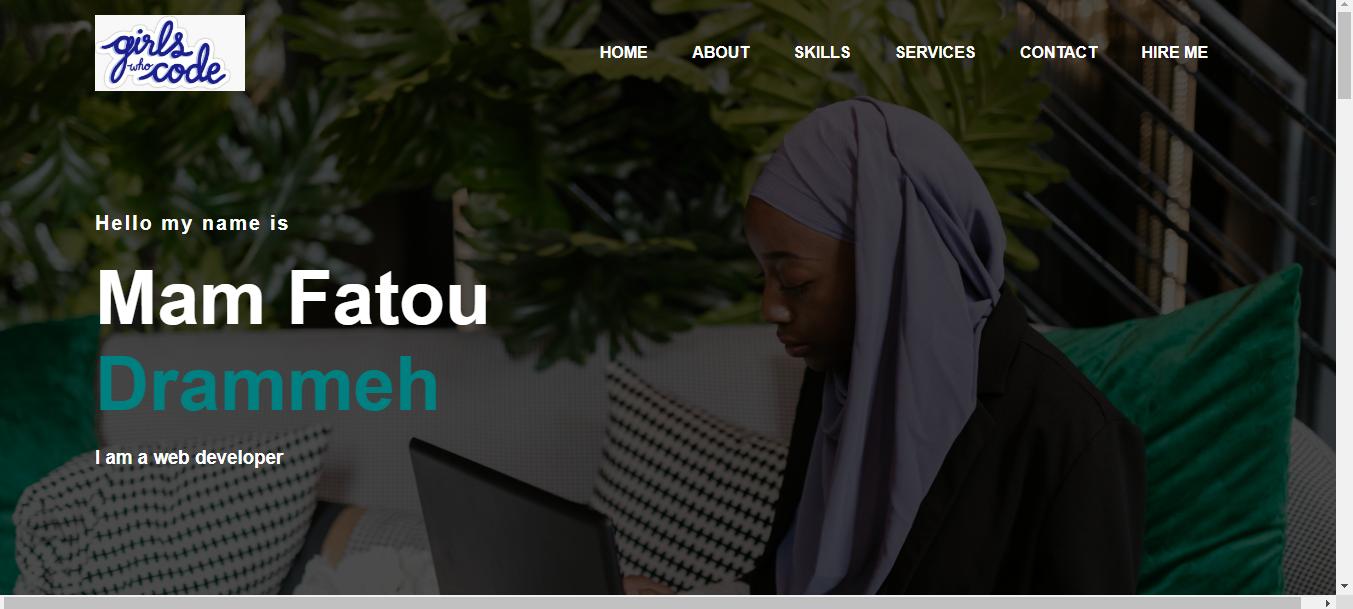 girls
who code
HOME ABOUT SKILLS SERVICES CONTACT HIRE ME
Hello my name is
Mam Fatou
Drammeh
I am a web developer